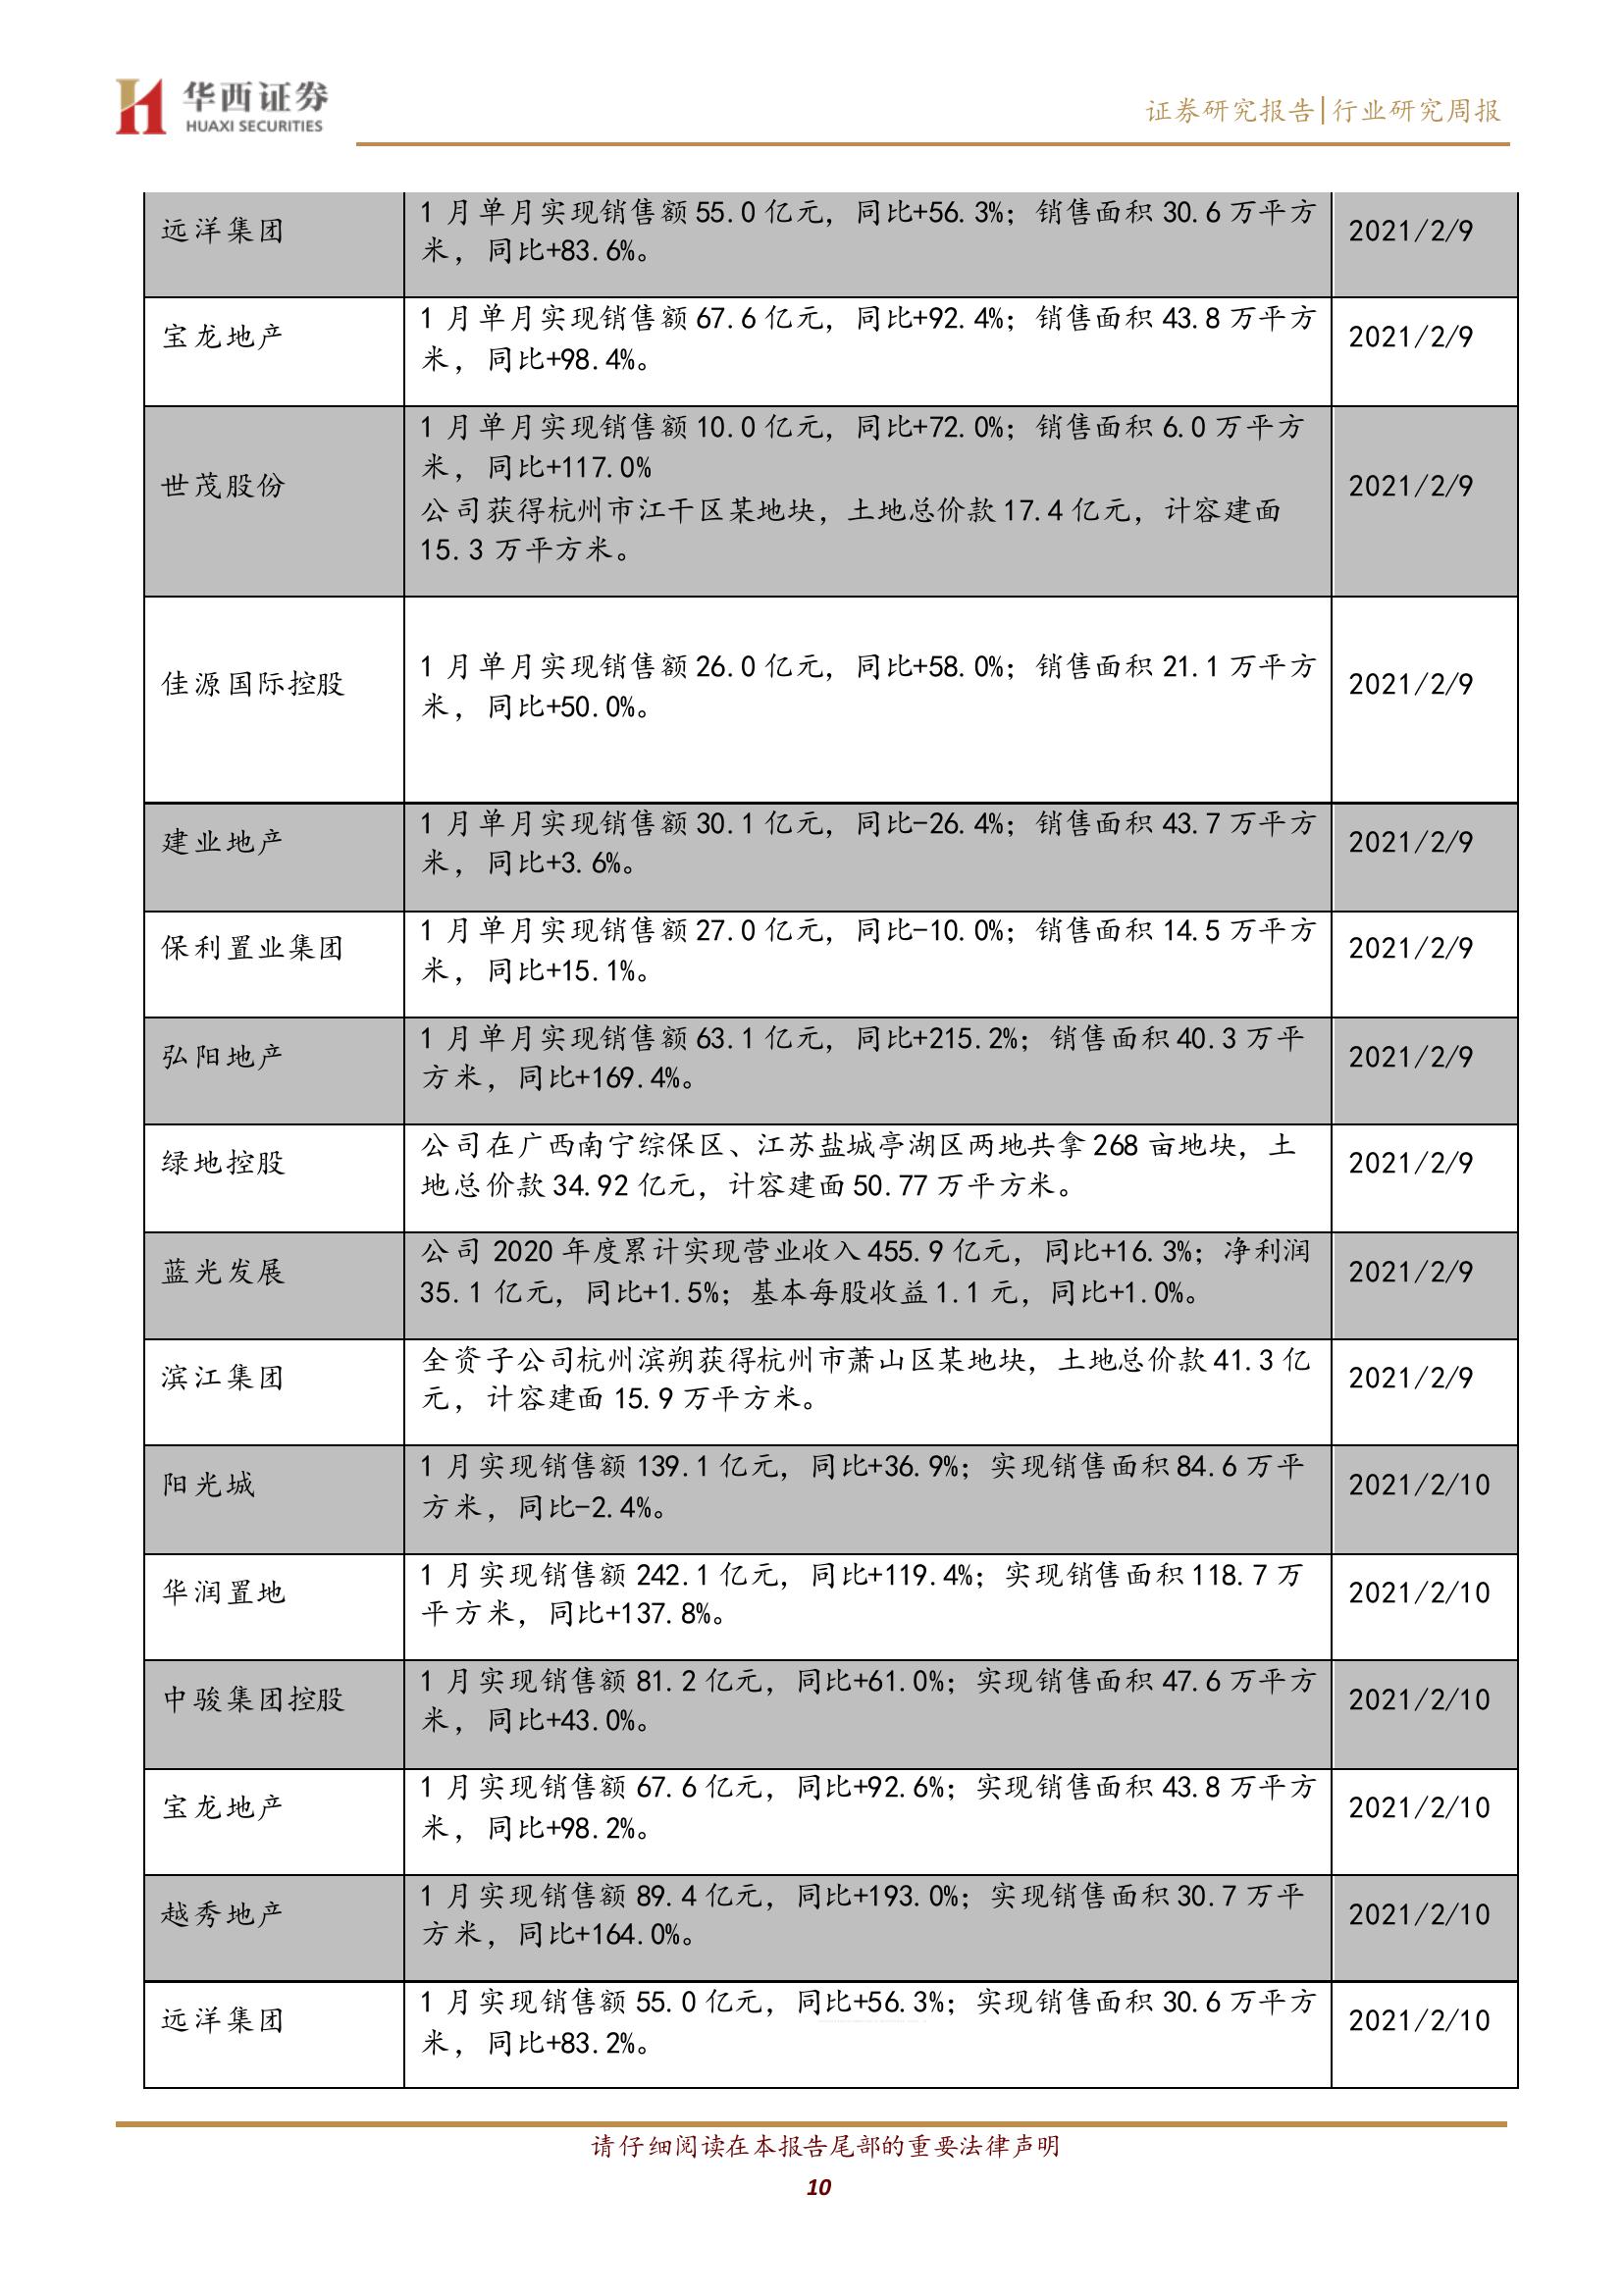 华西证券
HUAXI SECURITIES
证券研究报告|行业研究周报
远洋集团
1 月单月实现销售额 55.0 亿元，同比+56.3%；销售面积 30.6 万平方
米，同比+83.6%。
2021/2/9
宝龙地产
1 月单月实现销售额 67.6 亿元，同比+92.4%；销售面积 43.8 万平方
米，同比+98.4%。
2021/2/9
世茂股份
1 月单月实现销售额 10.0 亿元，同比+72.0%；销售面积 6.0 万平方
米，同比+117.0%
公司获得杭州市江干区某地块，土地总价款 17.4 亿元，计容建面
15.3 万平方米。
2021/2/9
佳源国际控股
1 月单月实现销售额 26.0 亿元，同比+58.0%；销售面积 21.1 万平方
米，同比+50.0%。
2021/2/9
建业地产
1 月单月实现销售额 30.1 亿元，同比-26.4%；销售面积 43.7 万平方
米，同比+3.6%。
2021/2/9
保利置业集团
1 月单月实现销售额 27.0 亿元，同比-10.0%；销售面积 14.5 万平方
米，同比+15.1%。
2021/2/9
弘阳地产
1 月单月实现销售额 63.1 亿元，同比+215.2%；销售面积 40.3 万平
方米，同比+169.4%。
2021/2/9
绿地控股
公司在广西南宁综保区、江苏盐城亭湖区两地共拿 268 亩地块，土
地总价款 34.92 亿元，计容建面 50.77 万平方米。
2021/2/9
蓝光发展
公司 2020 年度累计实现营业收入 455.9 亿元，同比+16.3%；净利润
35.1 亿元，同比+1.5%；基本每股收益 1.1 元，同比+1.0%。
2021/2/9
滨江集团
全资子公司杭州滨朔获得杭州市萧山区某地块，土地总价款 41.3 亿
元，计容建面 15.9 万平方米。
2021/2/9
阳光城
1 月实现销售额 139.1 亿元，同比+36.9%；实现销售面积 84.6 万平
方米，同比-2.4%。
2021/2/10
华润置地
1 月实现销售额 242.1 亿元，同比+119.4%；实现销售面积 118.7 万
平方米，同比+137.8%。
2021/2/10
中骏集团控股
1 月实现销售额 81.2 亿元，同比+61.0%；实现销售面积 47.6 万平方
米，同比+43.0%。
2021/2/10
宝龙地产
1 月实现销售额 67.6 亿元，同比+92.6%；实现销售面积 43.8 万平方
米，同比+98.2%。
2021/2/10
越秀地产
1 月实现销售额 89.4 亿元，同比+193.0%；实现销售面积 30.7 万平
方米，同比+164.0%。
2021/2/10
远洋集团
1 月实现销售额 55.0 亿元，同比+56.3%；实现销售面积 30.6 万平方
米，同比+83.2%。
2021/2/10
请仔细阅读在本报告尾部的重要法律声明
10